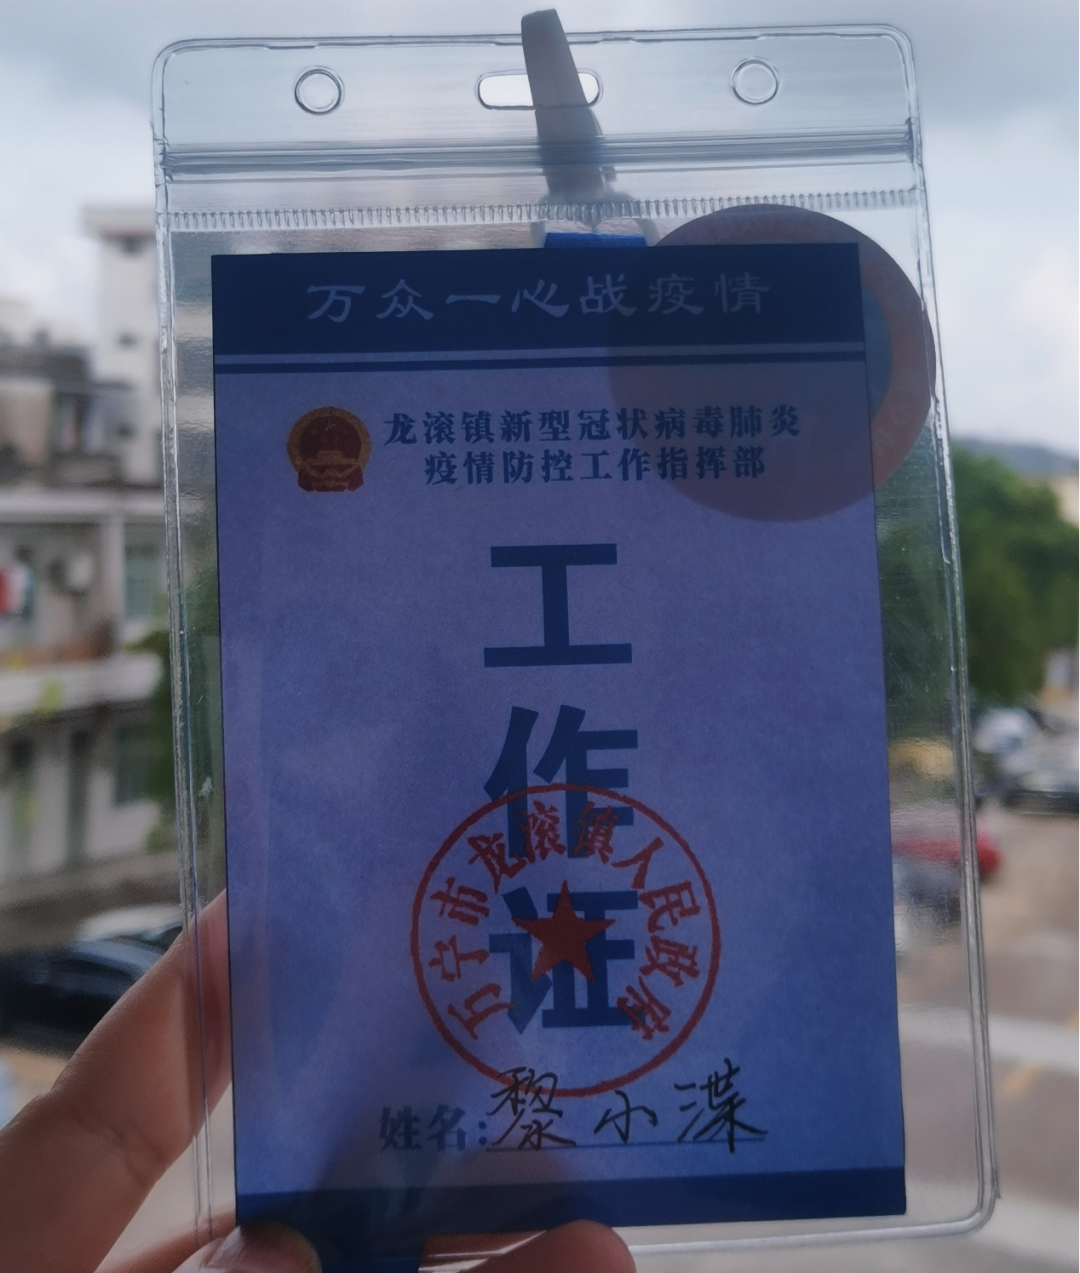 万众一心战疫情
龙滚镇新型冠状病毒肺炎
疫情防控工作指挥部
工
作
证
万宁市龙滚镇人民政府
姓名:黎小渫